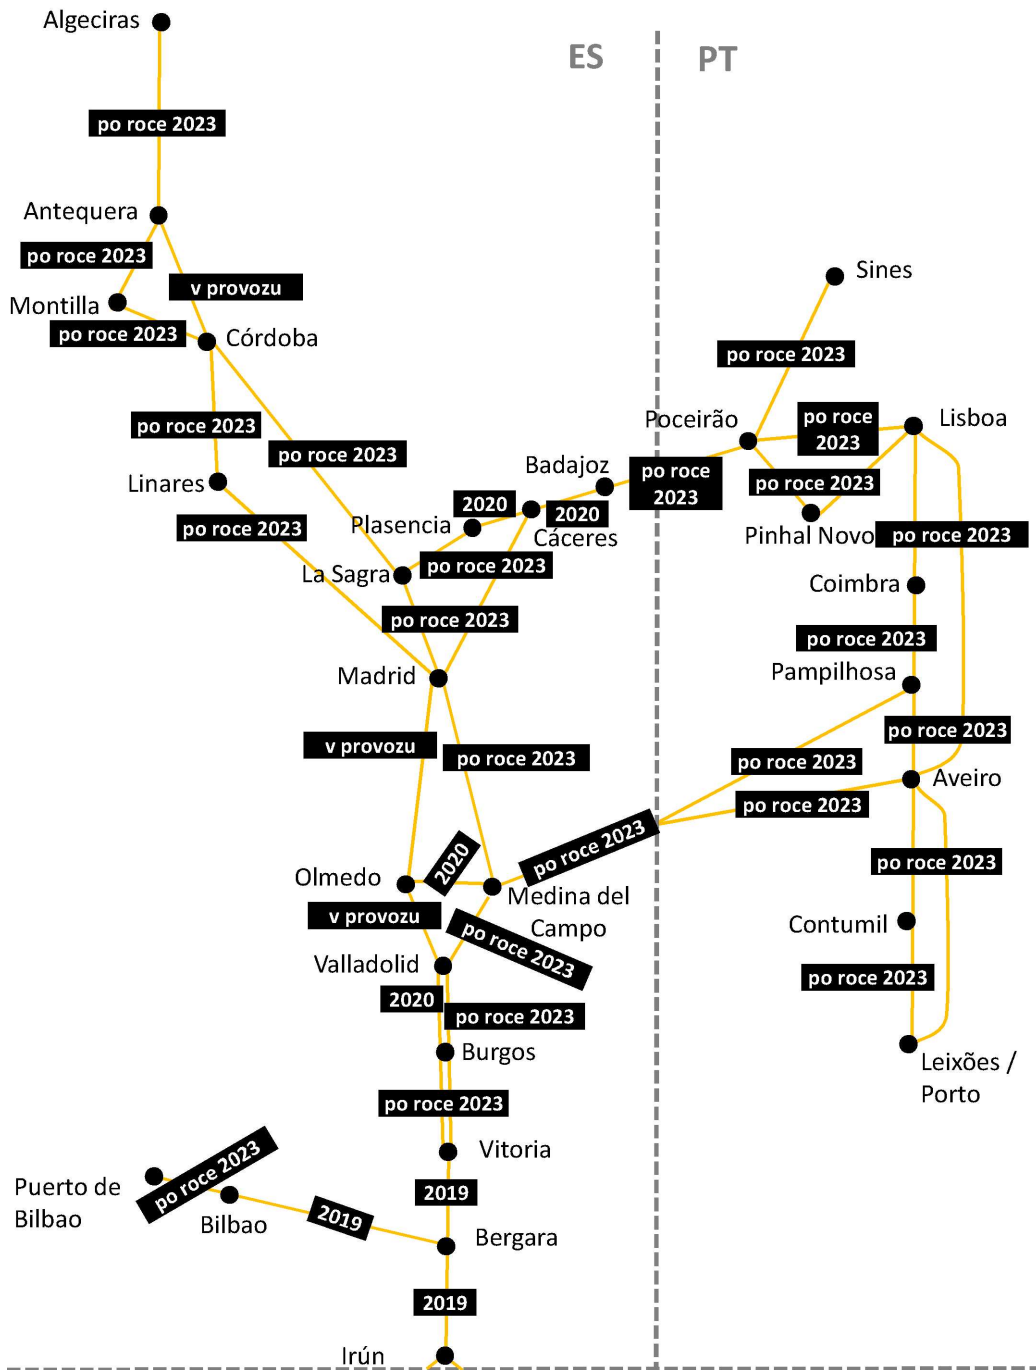 Algeciras
ES
PT
po roce 2023
Antequera
po roce 2023
Sines
v provozu
Montilla
po roce 2023
Córdoba
po roce 2023
Poceirão
po roce
2023
Lisboa
po roce 2023
po roce 2023
Badajoz
po roce
2023
Linares
po roce 2023
2020
po roce 2023
Plasencia
2020
Cáceres
Pinhal Novo
po roce 2023
La Sagra
po roce 2023
Coimbra
po roce 2023
po roce 2023
Madrid
Pampilhosa
v provozu
po roce 2023
po roce 2023
po roce 2023
Aveiro
po roce 2023
po roce 2023
2020
Olmedo
po roce 2023
Medina del
Campo
v provozu
po roce 2023
Contumil
Valladolid
po roce 2023
2020
po roce 2023
Burgos
Leixões /
Porto
po roce 2023
Vitoria
po roce 2023
Puerto de
Bilbao
2019
Bilbao
2019
Bergara
2019
Irún